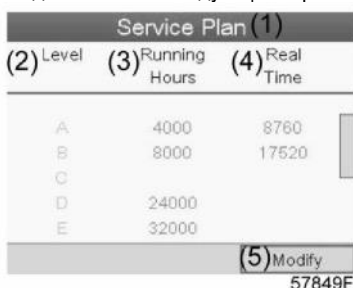 Service Plan (1)
(2) Level (3) Running Hours (4) Real Time
A 4000 8760
B 8000 17520
C
D 24000
E 32000
(5) Modify
57849F